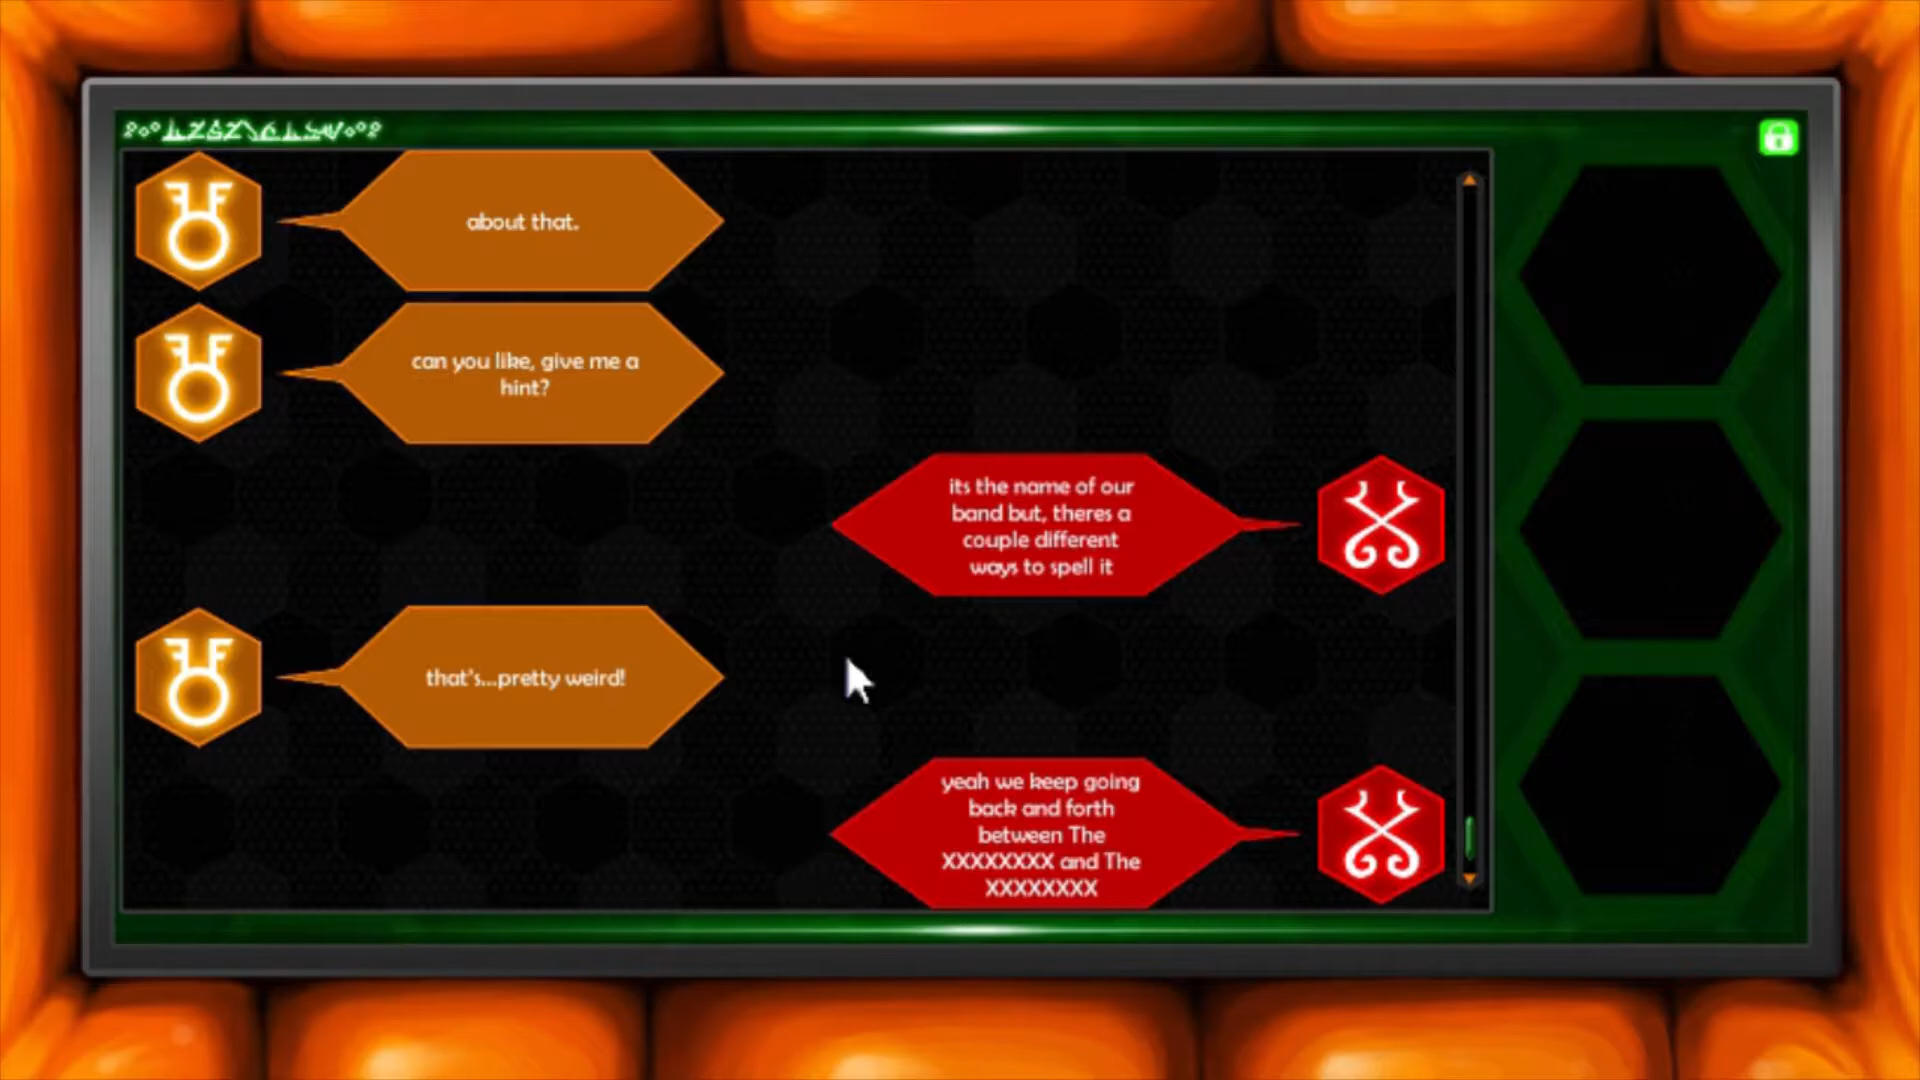 about that.
can you like, give me a
hint?
its the name of our
band but, theres a
couple different
ways to spell it
that's...pretty weird!
yeah we keep going
back and forth
between The
XXXXXXXX and The
XXXXXXXX